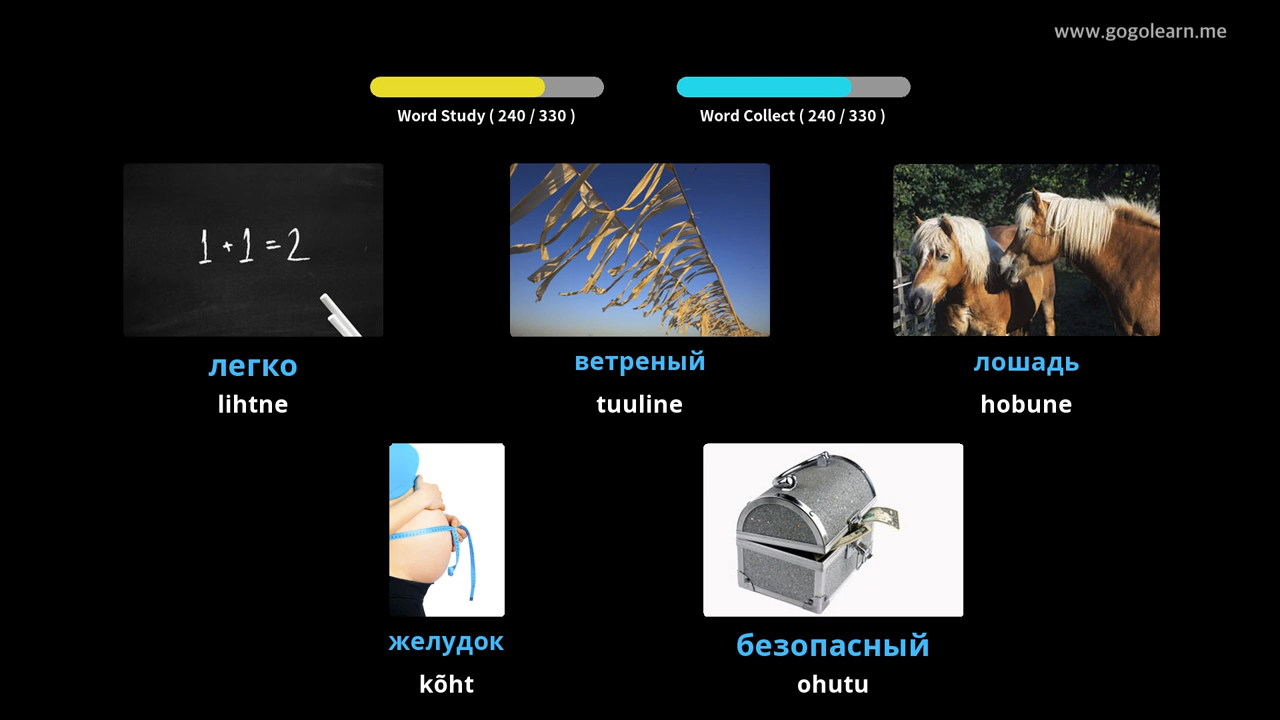 www.gogolearn.me
Word Study ( 240 / 330 )
Word Collect ( 240 / 330 )
1 + 1 = 2
легко
lihtne
ветреный
tuuline
лошадь
hobune
желудок
kõht
безопасный
ohutu